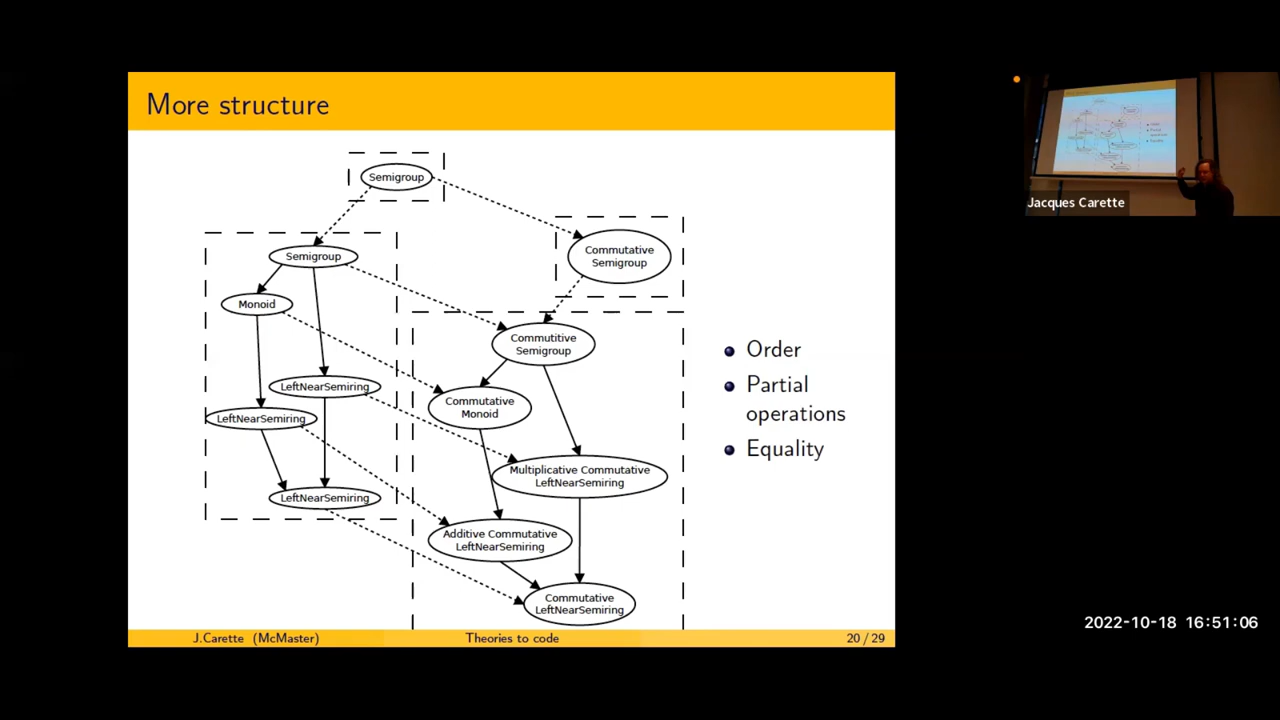 More structure
Semigroup
Commutative
Semigroup
Semigroup
Monoid
LeftNearSemiring
LeftNearSemiring
LeftNearSemiring
Commutitive
Semigroup
Commutative
Monoid
Multiplicative Commutative
LeftNearSemiring
Additive Commutative
LeftNearSemiring
Commutative
LeftNearSemiring
Order
Partial
operations
Equality
J.Carette (McMaster)
Theories to code
20 / 29
Jacques Carette
2022-10-18 16:51:06